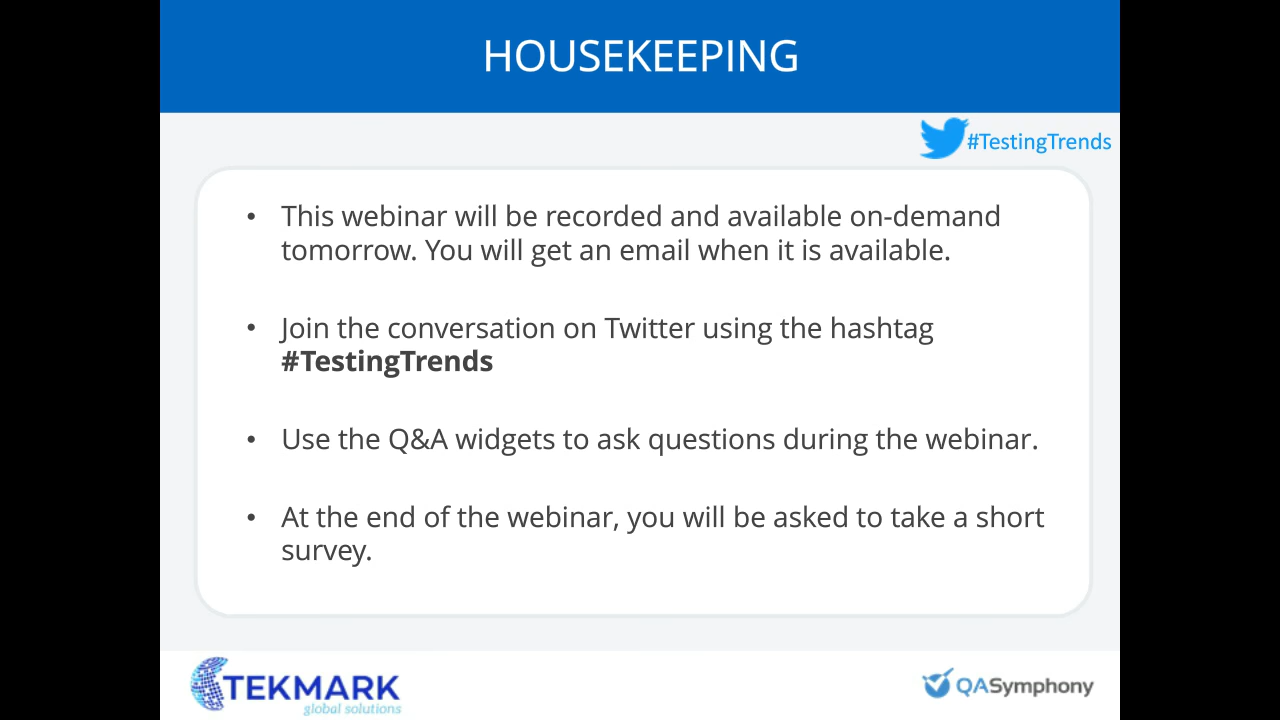 HOUSEKEEPING
#TestingTrends
• This webinar will be recorded and available on-demand
tomorrow. You will get an email when it is available.
• Join the conversation on Twitter using the hashtag
#TestingTrends
• Use the Q&A widgets to ask questions during the webinar.
• At the end of the webinar, you will be asked to take a short
survey.
TEKMARK
global solutions
QASymphony